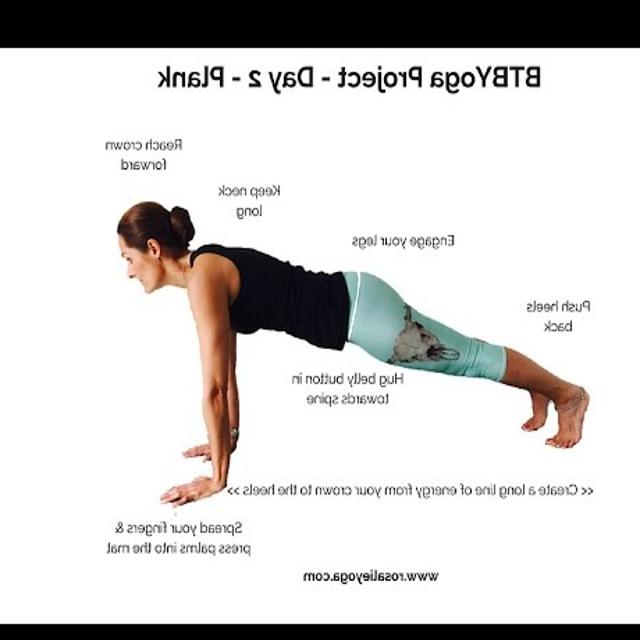 BTBYoga Project - Day 2 - Plank
Reach crown
forward
Keep neck
long
Engage your legs
Push heels
back
Hug belly button in
towards spine
<< Create a long line of energy from your crown to the heels >>
Spread your fingers &
press palms into the mat
www.rosalieyoga.com